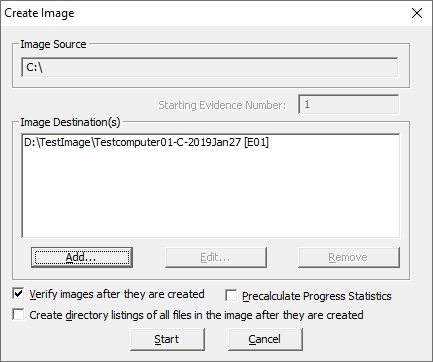 Create Image
Image Source
C:\
Starting Evidence Number: 1
Image Destination(s)
D:\TestImage\Testcomputer01-C-2019Jan27 [E01]
Add... Edit... Remove
Verify images after they are created Precalculate Progress Statistics
Create directory listings of all files in the image after they are created
Start Cancel